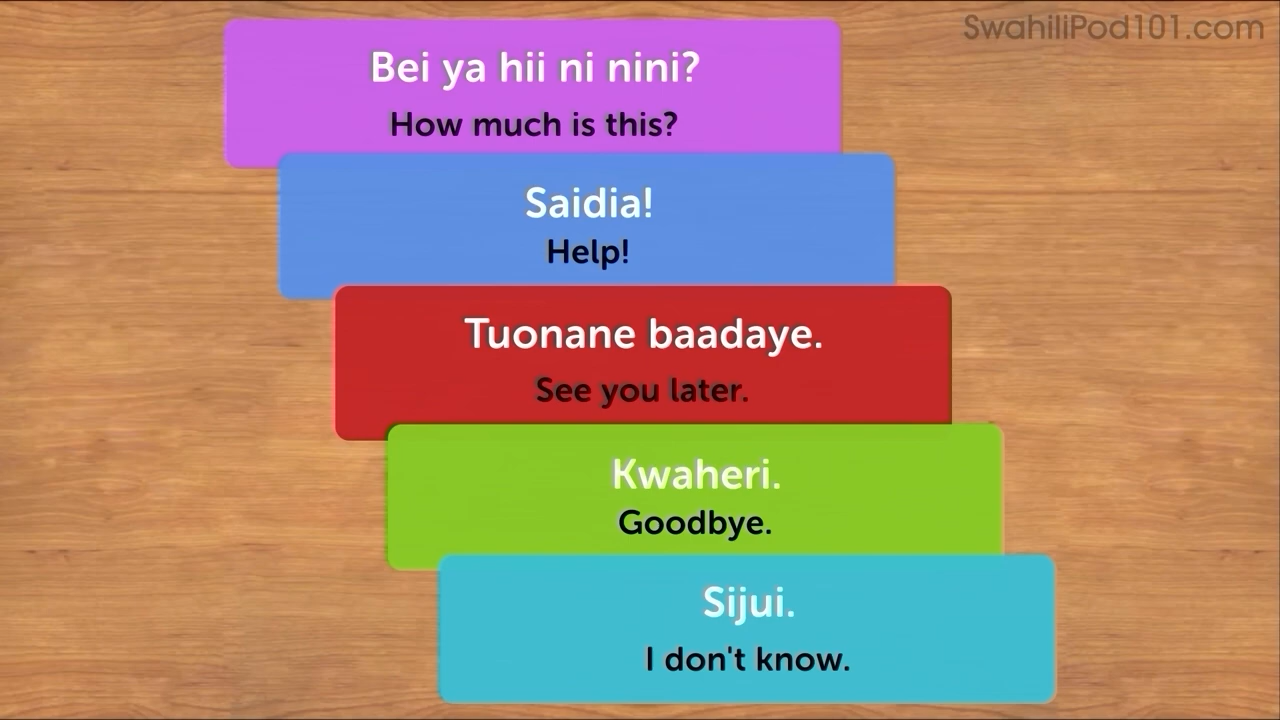 SwahiliPod101.com
Bei ya hii ni nini?
How much is this?
Saidia!
Help!
Tuonane baadaye.
See you later.
Kwaheri.
Goodbye.
Sijui.
I don't know.